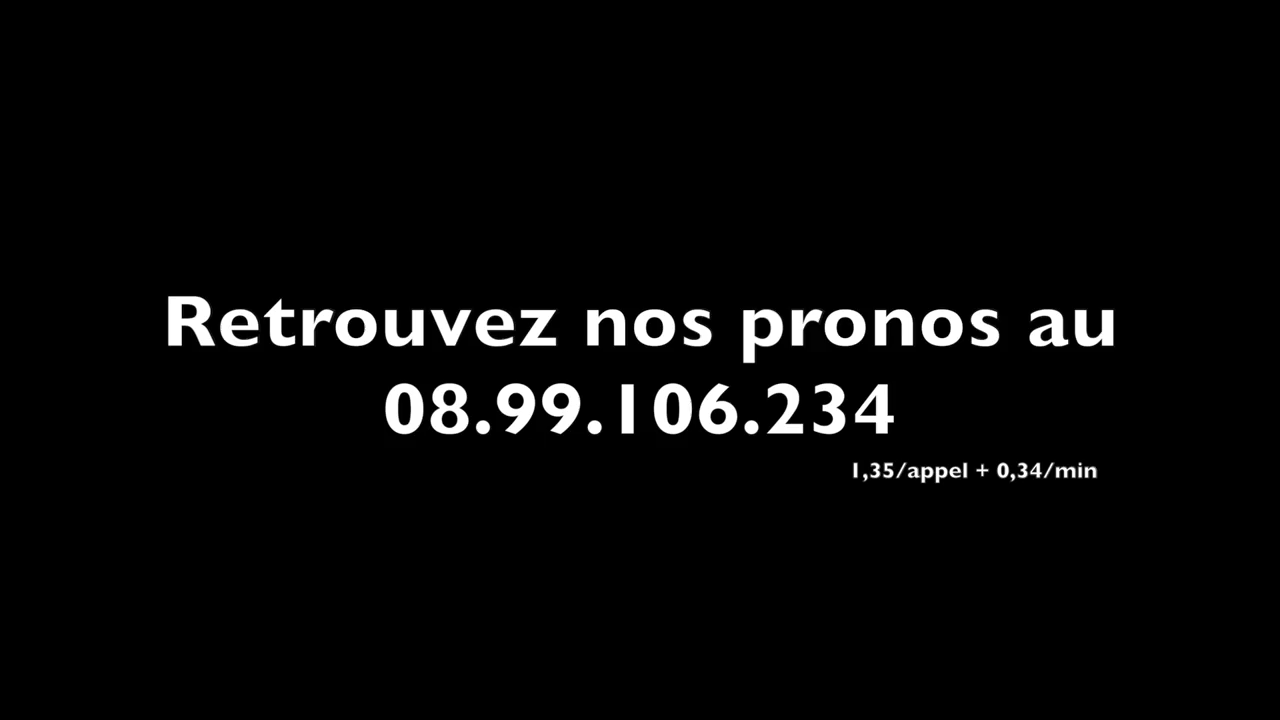 Retrouvez nos pronos au
08.99.106.234
1,35/appel + 0,34/min